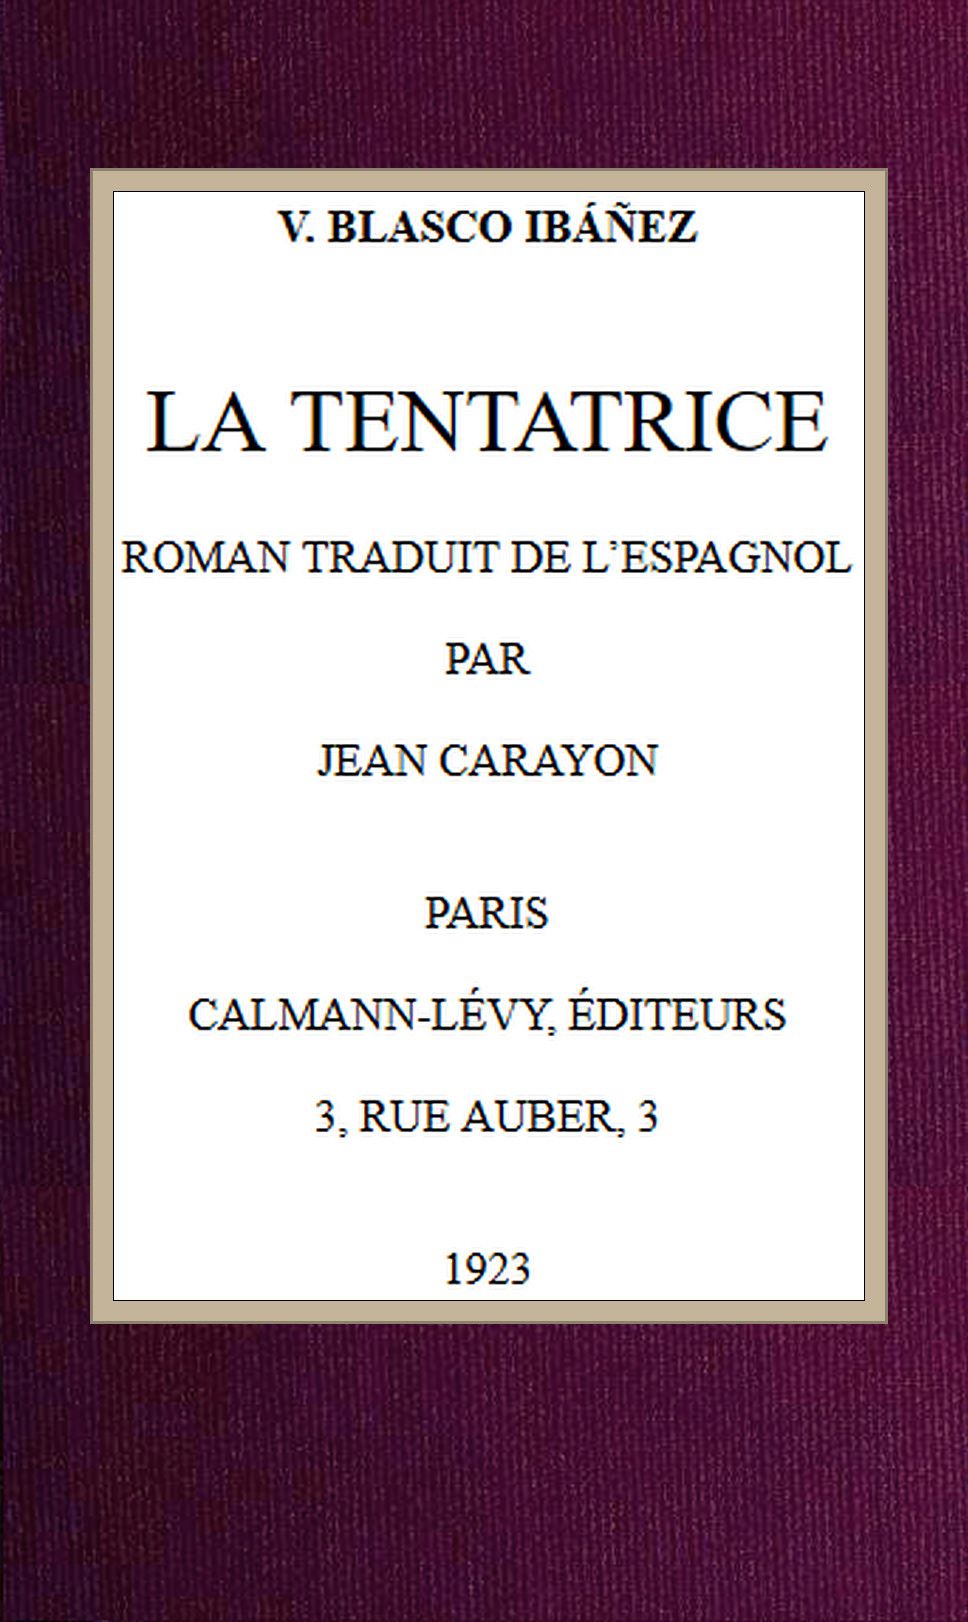 V. BLASCO IBÁÑEZ
LA TENTATRICE
ROMAN TRADUIT DE L’ESPAGNOL
PAR
JEAN CARAYON
PARIS
CALMANN-LÉVY, ÉDITEURS
3, RUE AUBER, 3
1923